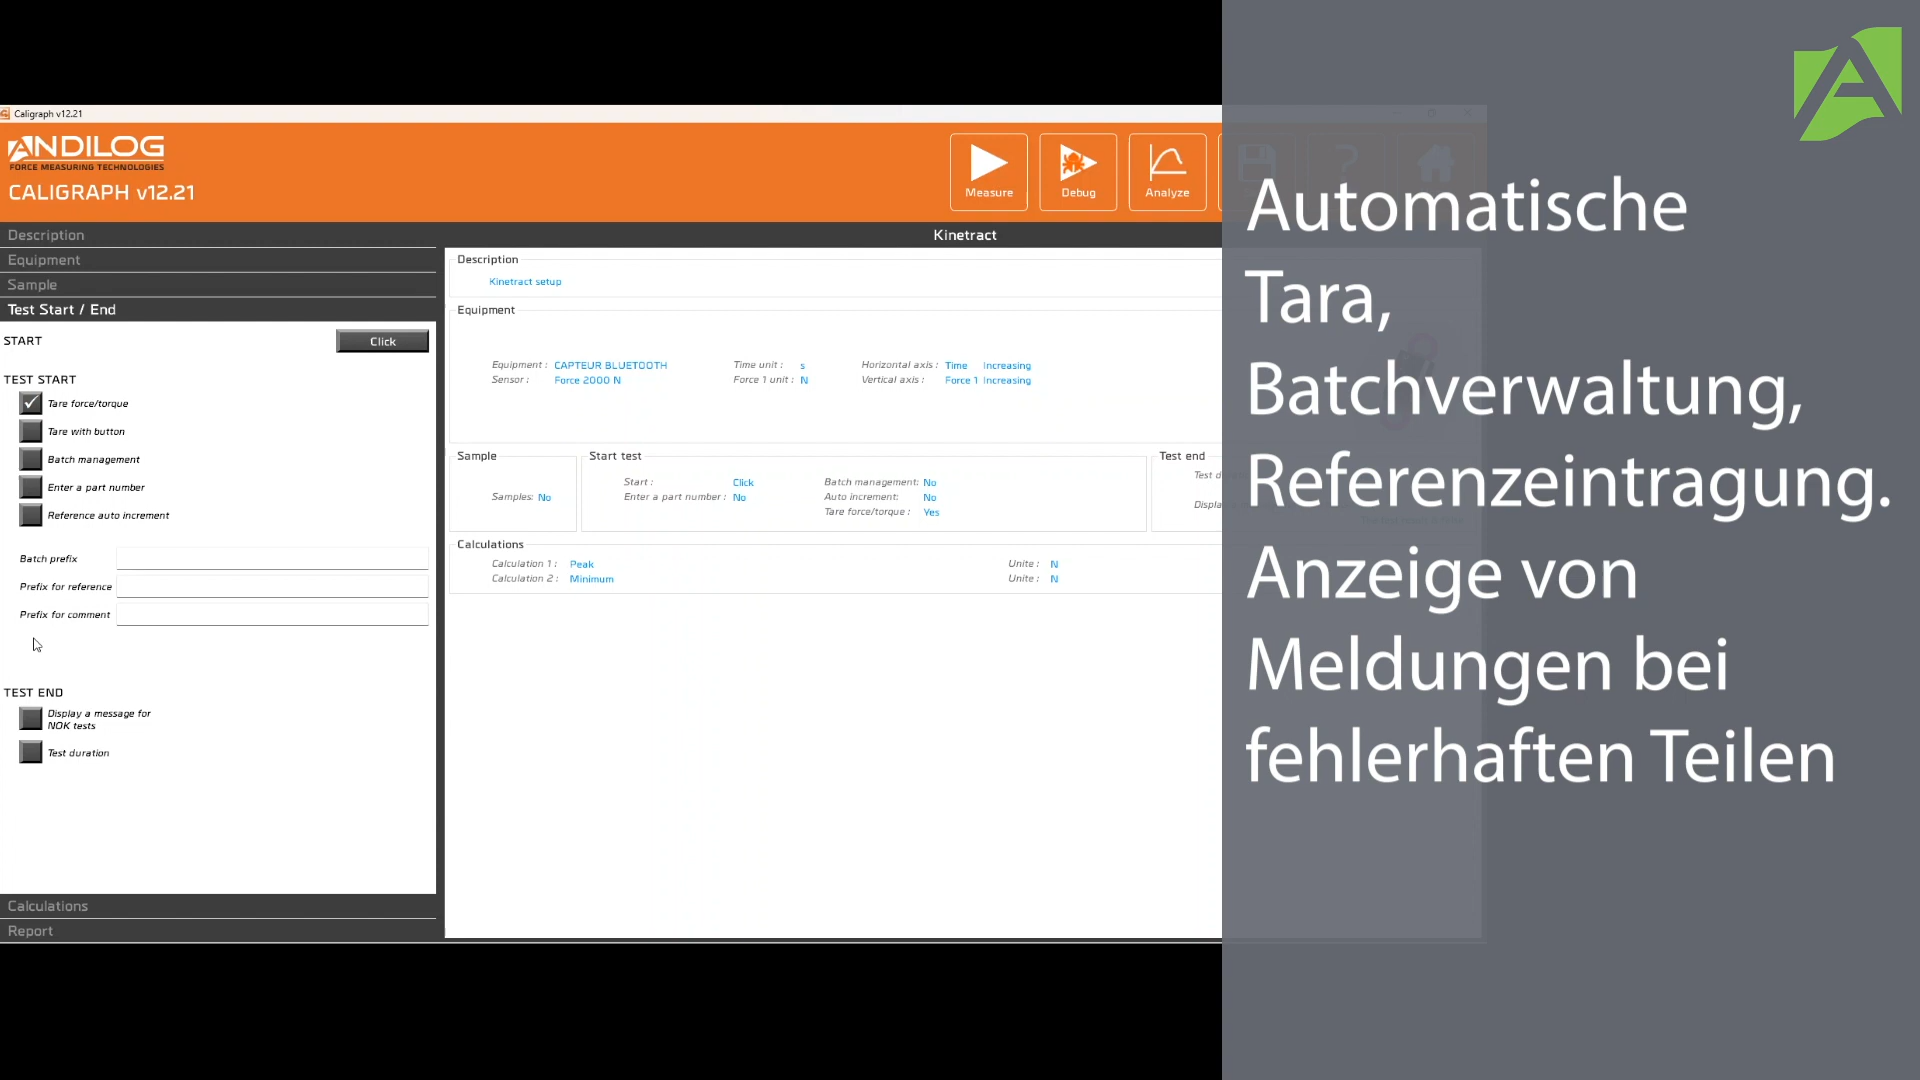 Caligraph v12.21
ANDILOG
FORCE MEASURING TECHNOLOGIES
CALIGRAPH v12.21
Measure
Debug
Analyze
Description
Equipment
Sample
Test Start / End
START
Click
TEST START
Tare force/torque
Tare with button
Batch management
Enter a part number
Reference auto increment
Batch prefix
Prefix for reference
Prefix for comment
TEST END
Display a message for
NOK tests
Test duration
Calculations
Report
Kinetract
Description
Kinetract setup
Equipment
Equipment : CAPTEUR BLUETOOTH Time unit : s Horizontal axis : Time Increasing
Sensor : Force 2000 N Force 1 unit : N Vertical axis : Force 1 Increasing
Sample
Samples: No
Start test
Start : Click Batch management: No
Enter a part number : No Auto increment: No
Tare force/torque : Yes
Test end
Calculations
Calculation 1 : Peak Unite : N
Calculation 2 : Minimum Unite : N
Automatische
Tara,
Batchverwaltung,
Referenzeintragung.
Anzeige von
Meldungen bei
fehlerhaften Teilen